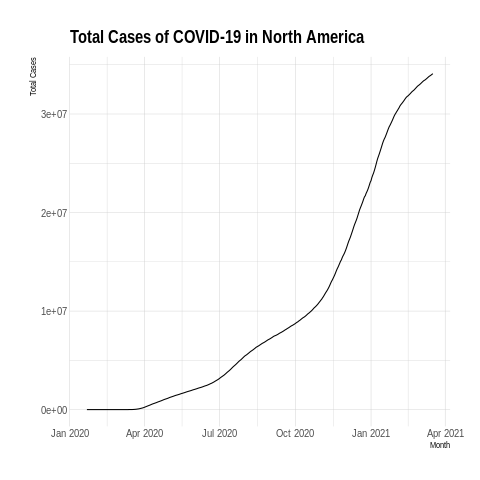 Total Cases of COVID-19 in North America
Total Cases
3e+07
2e+07
1e+07
0e+00
Jan 2020 Apr 2020 Jul 2020 Oct 2020 Jan 2021 Apr 2021
Month